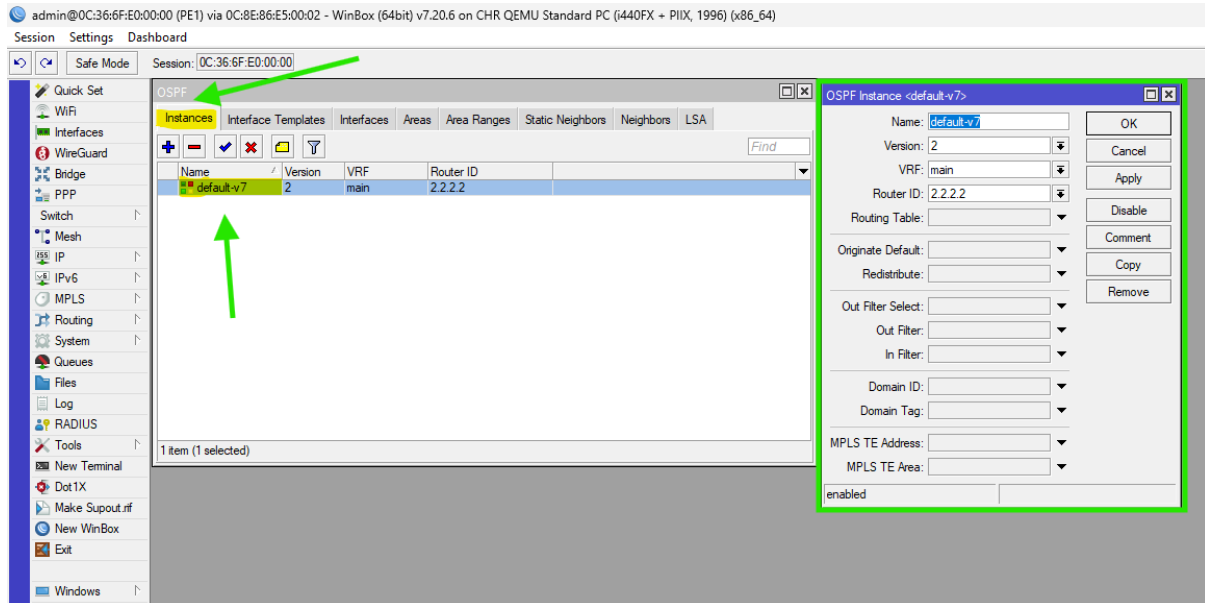 admin@0C:36:6F:E0:00:00 (PE1) via 0C:8E:86:E5:00:02 - WinBox (64bit) v7.20.6 on CHR QEMU Standard PC (i440FX + PIIX, 1996) (x86_64)
Session Settings Dashboard
Safe Mode Session: 0C:36:6F:E0:00:00
Quick Set
WiFi
Interfaces
WireGuard
Bridge
PPP
Switch
Mesh
IP
IPv6
MPLS
Routing
System
Queues
Files
Log
RADIUS
Tools
New Terminal
Dot1X
Make Supout.rif
New WinBox
Exit
Windows
OSPF
Instances Interface Templates Interfaces Areas Area Ranges Static Neighbors Neighbors LSA
Find
Name Version VRF Router ID
default-v7 2 main 2.2.2.2
1 item (1 selected)
OSPF Instance <default-v7>
Name: default-v7
Version: 2
VRF: main
Router ID: 2.2.2.2
Routing Table:
Originate Default:
Redistribute:
Out Filter Select:
Out Filter:
In Filter:
Domain ID:
Domain Tag:
MPLS TE Address:
MPLS TE Area:
enabled
OK
Cancel
Apply
Disable
Comment
Copy
Remove